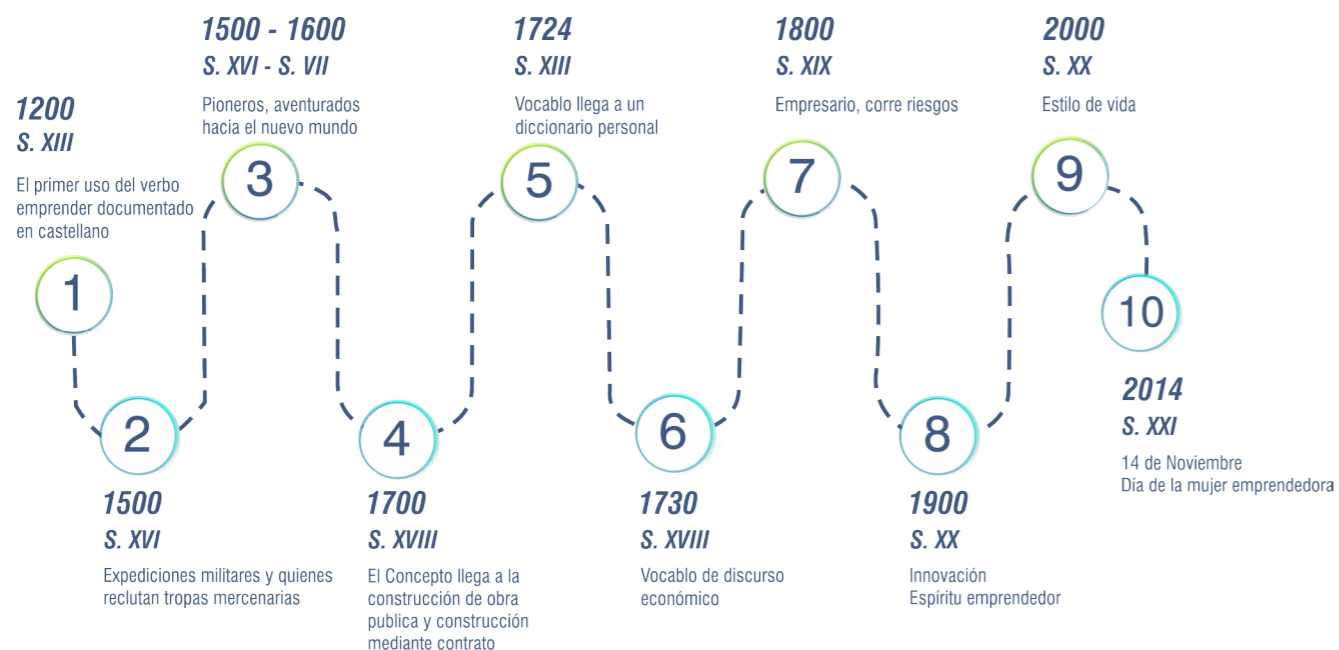 1200
S. XIII
El primer uso del verbo
emprender documentado
en castellano
1
2
1500
S. XVI
Expediciones militares y quienes
reclutan tropas mercenarias
1500 - 1600
S. XVI - S. VII
Pioneros, aventurados
hacia el nuevo mundo
3
4
1700
S. XVIII
El Concepto llega a la
construcción de obra
publica y construcción
mediante contrato
1724
S. XIII
Vocablo llega a un
diccionario personal
5
6
1730
S. XVIII
Vocablo de discurso
económico
1800
S. XIX
Empresario, corre riesgos
7
8
1900
S. XX
Innovación
Espíritu emprendedor
2000
S. XX
Estilo de vida
9
10
2014
S. XXI
14 de Noviembre
Día de la mujer emprendedora